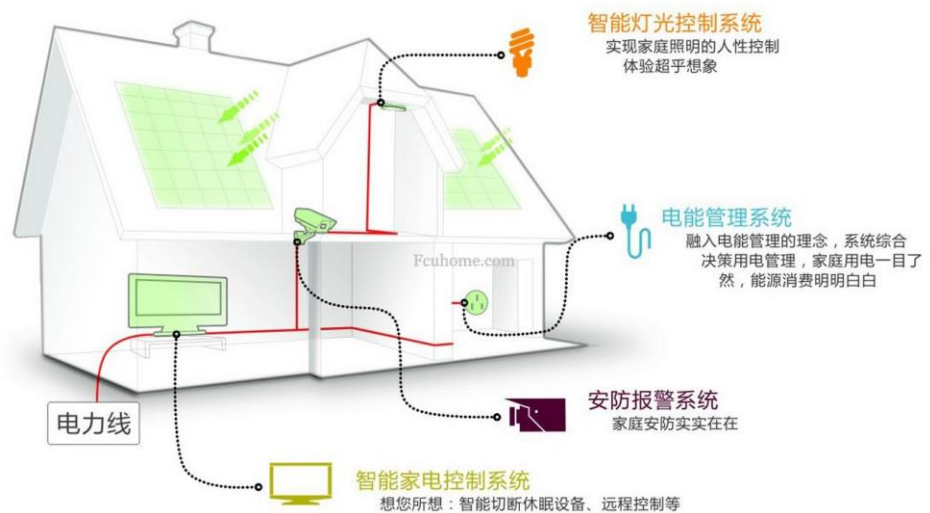 智能灯光控制系统
实现家庭照明的人性控制
体验超乎想象
电能管理系统
融入电能管理的理念，系统综合
决策用电管理，家庭用电一目了
然，能源消费明明白白
Fcuhome.com
安防报警系统
家庭安防实实在在
电力线
智能家电控制系统
想您所想：智能切断休眠设备、远程控制等